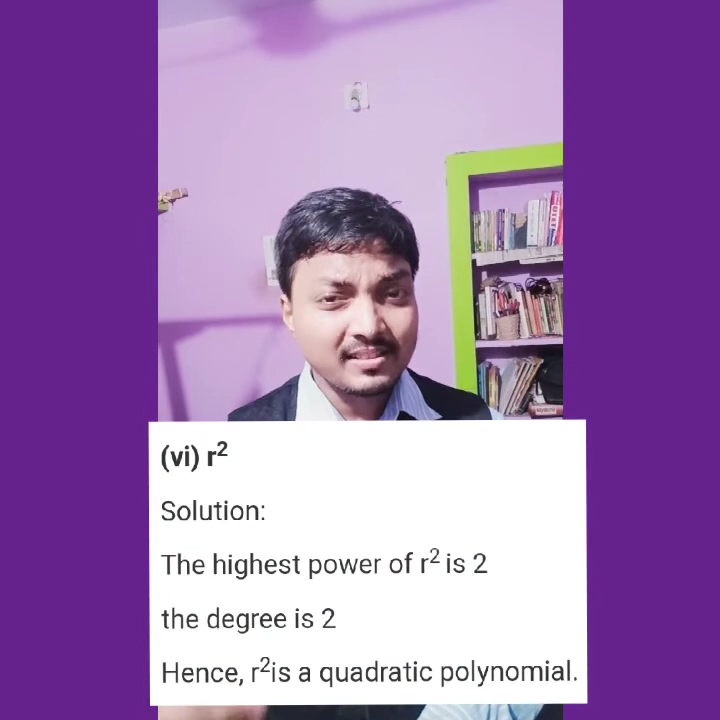 (vi) r²
Solution:
The highest power of r² is 2
the degree is 2
Hence, r²is a quadratic polynomial.